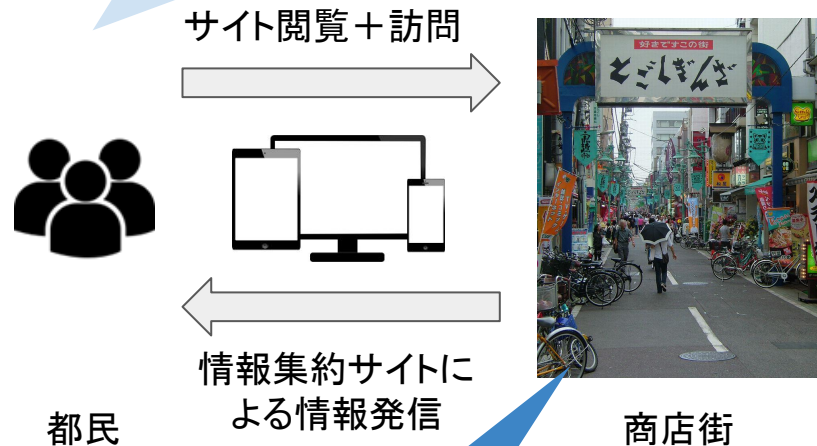 サイト閲覧＋訪問
好きですこの街
とごしぎんざ
情報集約サイトに
よる情報発信
都民
商店街